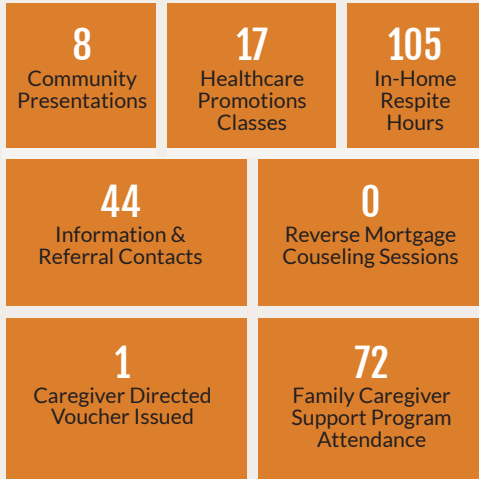 8
Community
Presentations
17
Healthcare
Promotions
Classes
105
In-Home
Respite
Hours
44
Information &
Referral Contacts
0
Reverse Mortgage
Couseling Sessions
1
Caregiver Directed
Voucher Issued
72
Family Caregiver
Support Program
Attendance